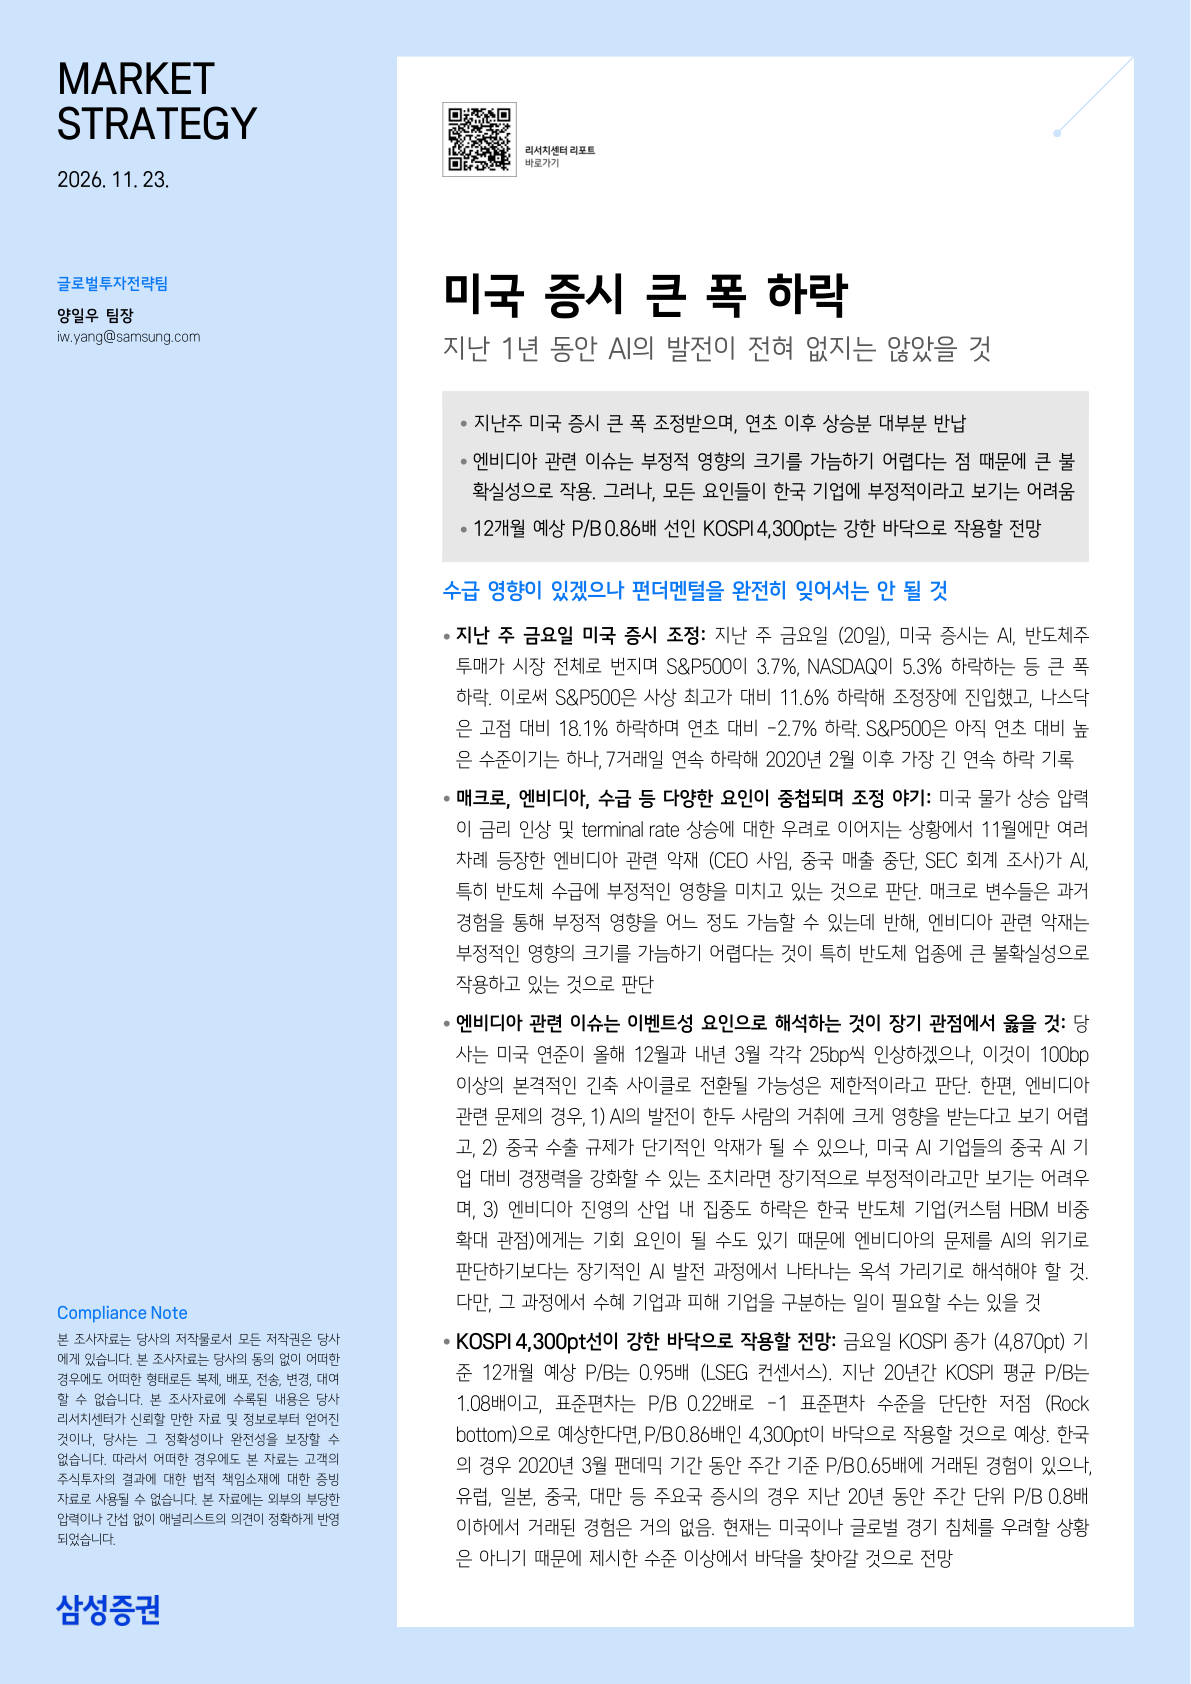 MARKET
STRATEGY
2026. 11. 23.
글로벌투자전략팀
양일우 팀장
iw.yang@samsung.com
리서치센터 리포트
바로가기
미국 증시 큰 폭 하락
지난 1년 동안 AI의 발전이 전혀 없지는 않았을 것
• 지난주 미국 증시 큰 폭 조정받으며, 연초 이후 상승분 대부분 반납
• 엔비디아 관련 이슈는 부정적 영향의 크기를 가늠하기 어렵다는 점 때문에 큰 불
확실성으로 작용. 그러나, 모든 요인들이 한국 기업에 부정적이라고 보기는 어려움
• 12개월 예상 P/B 0.86배 선인 KOSPI 4,300pt는 강한 바닥으로 작용할 전망
수급 영향이 있겠으나 펀더멘털을 완전히 잊어서는 안 될 것
• 지난 주 금요일 미국 증시 조정: 지난 주 금요일 (20일), 미국 증시는 AI, 반도체주
투매가 시장 전체로 번지며 S&P500이 3.7%, NASDAQ이 5.3% 하락하는 등 큰 폭
하락. 이로써 S&P500은 사상 최고가 대비 11.6% 하락해 조정장에 진입했고, 나스닥
은 고점 대비 18.1% 하락하며 연초 대비 -2.7% 하락. S&P500은 아직 연초 대비 높
은 수준이기는 하나, 7거래일 연속 하락해 2020년 2월 이후 가장 긴 연속 하락 기록
• 매크로, 엔비디아, 수급 등 다양한 요인이 중첩되며 조정 야기: 미국 물가 상승 압력
이 금리 인상 및 terminal rate 상승에 대한 우려로 이어지는 상황에서 11월에만 여러
차례 등장한 엔비디아 관련 악재 (CEO 사임, 중국 매출 중단, SEC 회계 조사)가 AI,
특히 반도체 수급에 부정적인 영향을 미치고 있는 것으로 판단. 매크로 변수들은 과거
경험을 통해 부정적 영향을 어느 정도 가늠할 수 있는데 반해, 엔비디아 관련 악재는
부정적인 영향의 크기를 가늠하기 어렵다는 것이 특히 반도체 업종에 큰 불확실성으로
작용하고 있는 것으로 판단
• 엔비디아 관련 이슈는 이벤트성 요인으로 해석하는 것이 장기 관점에서 옳을 것: 당
사는 미국 연준이 올해 12월과 내년 3월 각각 25bp씩 인상하겠으나, 이것이 100bp
이상의 본격적인 긴축 사이클로 전환될 가능성은 제한적이라고 판단. 한편, 엔비디아
관련 문제의 경우, 1) AI의 발전이 한두 사람의 거취에 크게 영향을 받는다고 보기 어렵
고, 2) 중국 수출 규제가 단기적인 악재가 될 수 있으나, 미국 AI 기업들의 중국 AI 기
업 대비 경쟁력을 강화할 수 있는 조치라면 장기적으로 부정적이라고만 보기는 어려우
며, 3) 엔비디아 진영의 산업 내 집중도 하락은 한국 반도체 기업(커스텀 HBM 비중
확대 관점)에게는 기회 요인이 될 수도 있기 때문에 엔비디아의 문제를 AI의 위기로
판단하기보다는 장기적인 AI 발전 과정에서 나타나는 옥석 가리기로 해석해야 할 것.
다만, 그 과정에서 수혜 기업과 피해 기업을 구분하는 일이 필요할 수는 있을 것
• KOSPI 4,300pt선이 강한 바닥으로 작용할 전망: 금요일 KOSPI 종가 (4,870pt) 기
준 12개월 예상 P/B는 0.95배 (LSEG 컨센서스). 지난 20년간 KOSPI 평균 P/B는
1.08배이고, 표준편차는 P/B 0.22배로 -1 표준편차 수준을 단단한 저점 (Rock
bottom)으로 예상한다면, P/B 0.86배인 4,300pt이 바닥으로 작용할 것으로 예상. 한국
의 경우 2020년 3월 팬데믹 기간 동안 주간 기준 P/B 0.65배에 거래된 경험이 있으나,
유럽, 일본, 중국, 대만 등 주요국 증시의 경우 지난 20년 동안 주간 단위 P/B 0.8배
이하에서 거래된 경험은 거의 없음. 현재는 미국이나 글로벌 경기 침체를 우려할 상황
은 아니기 때문에 제시한 수준 이상에서 바닥을 찾아갈 것으로 전망
Compliance Note
본 조사자료는 당사의 저작물로서 모든 저작권은 당사
에게 있습니다. 본 조사자료는 당사의 동의 없이 어떠한
경우에도 어떠한 형태로든 복제, 배포, 전송, 변경, 대여
할 수 없습니다. 본 조사자료에 수록된 내용은 당사
리서치센터가 신뢰할 만한 자료 및 정보로부터 얻어진
것이나, 당사는 그 정확성이나 완전성을 보장할 수
없습니다. 따라서 어떠한 경우에도 본 자료는 고객의
주식투자의 결과에 대한 법적 책임소재에 대한 증빙
자료로 사용될 수 없습니다. 본 자료에는 외부의 부당한
압력이나 간섭 없이 애널리스트의 의견이 정확하게 반영
되었습니다.
삼성증권